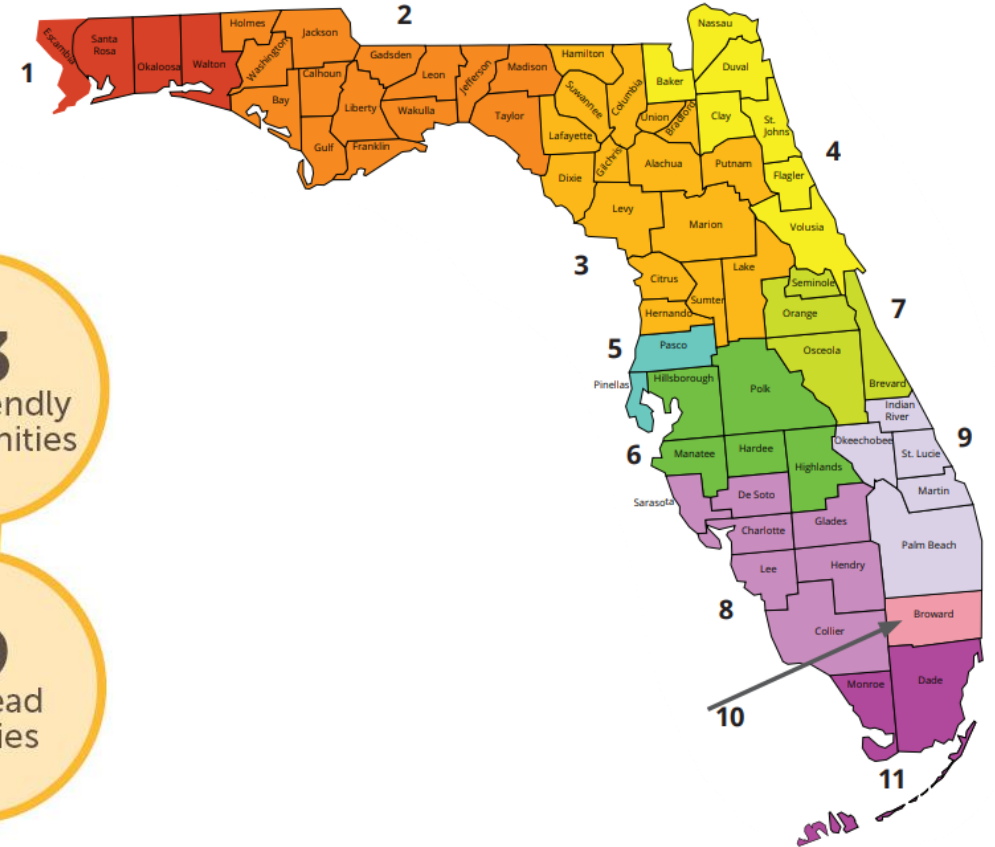 2
Nassau
Holmes
Jackson
Escambia
Santa
Rosa
Okaloosa
Walton
Washington
1
Calhoun
Bay
Gadsden
Leon
Jefferson
Madison
Hamilton
Baker
Duval
Liberty
Wakulla
Taylor
Suwannee
Columbia
Union
Bradford
Clay
St.
Johns
Gulf
Franklin
Lafayette
Gilchrist
Alachua
Putnam
4
Flagler
Dixie
Levy
Marion
Volusia
3
Citrus
Lake
Seminole
Sumter
Hernando
Orange
7
5
Pasco
Osceola
Pinellas
Hillsborough
Polk
Brevard
Indian
River
6
Manatee
Hardee
Highlands
Okeechobee
St. Lucie
9
Sarasota
De Soto
Martin
Charlotte
Glades
Palm Beach
Lee
Hendry
8
Collier
Broward
10
Monroe
Dade
11
3
endly
nities
ead
ies